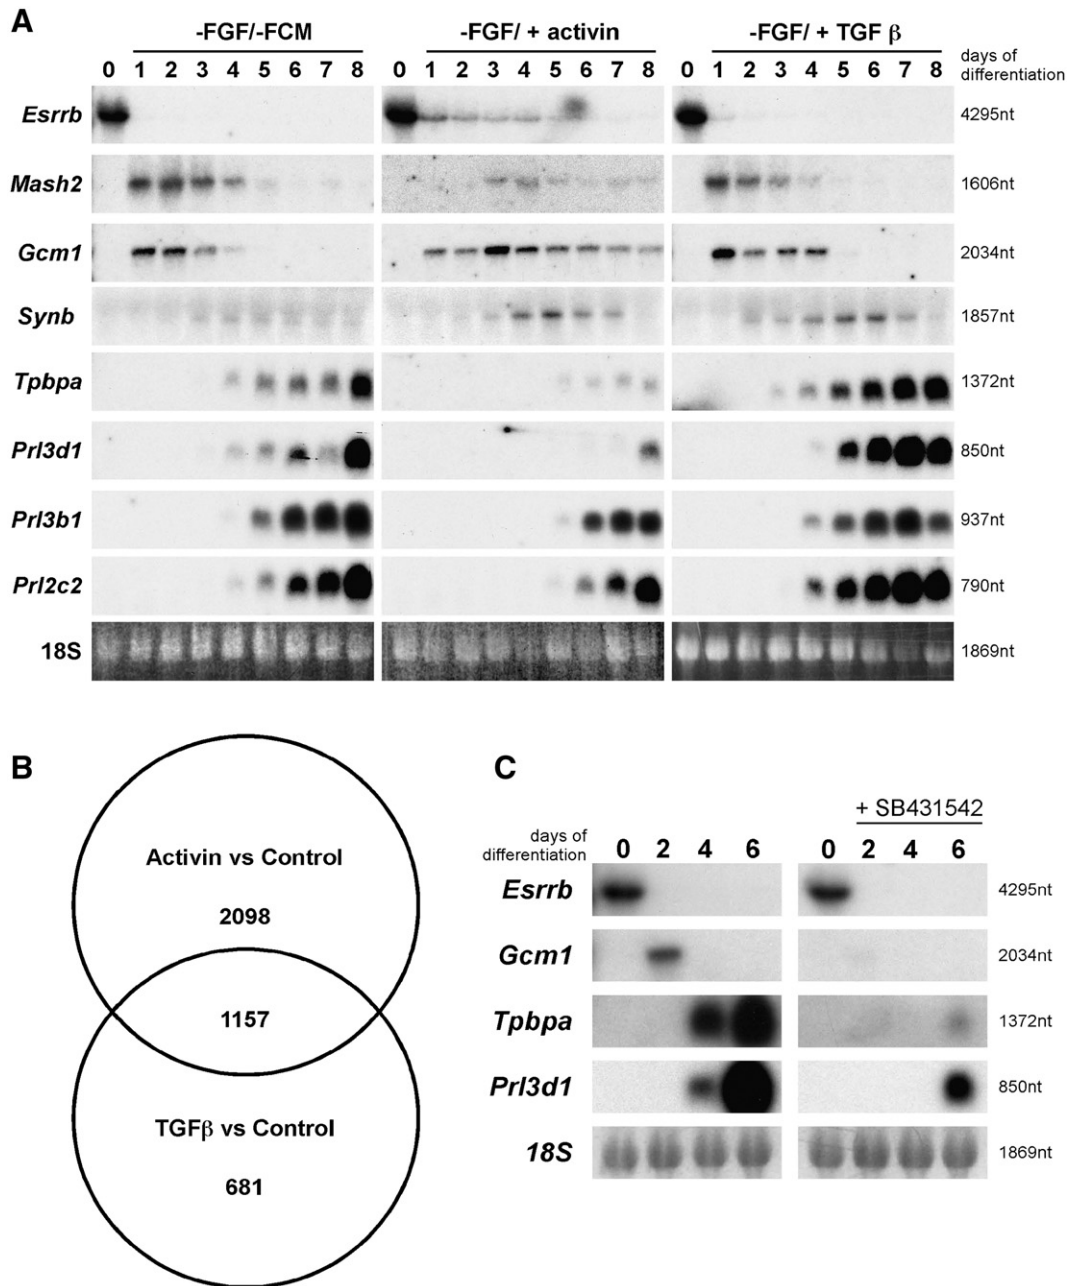 A
-FGF/-FCM
-FGF/ + activin
-FGF/ + TGF β
days of
differentiation
0 1 2 3 4 5 6 7 8
0 1 2 3 4 5 6 7 8
0 1 2 3 4 5 6 7 8
Esrrb
4295nt
Mash2
1606nt
Gcm1
2034nt
Synb
1857nt
Tpbpa
1372nt
Prl3d1
850nt
Prl3b1
937nt
Prl2c2
790nt
18S
1869nt
B
Activin vs Control
2098
1157
TGFβ vs Control
681
C
+ SB431542
days of
differentiation
0 2 4 6
0 2 4 6
Esrrb
4295nt
Gcm1
2034nt
Tpbpa
1372nt
Prl3d1
850nt
18S
1869nt